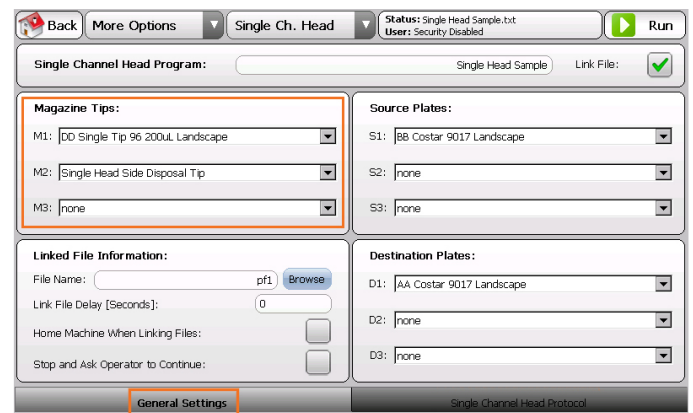 Back
More Options
Single Ch. Head
Status: Single Head Sample.txt
User: Security Disabled
Run
Single Channel Head Program:
Single Head Sample
Link File:
Magazine Tips:
M1: DD Single Tip 96 200uL Landscape
M2: Single Head Side Disposal Tip
M3: none
Source Plates:
S1: BB Costar 9017 Landscape
S2: none
S3: none
Linked File Information:
File Name: pf1 Browse
Link File Delay [Seconds]: 0
Home Machine When Linking Files:
Stop and Ask Operator to Continue:
Destination Plates:
D1: AA Costar 9017 Landscape
D2: none
D3: none
General Settings
Single Channel Head Protocol